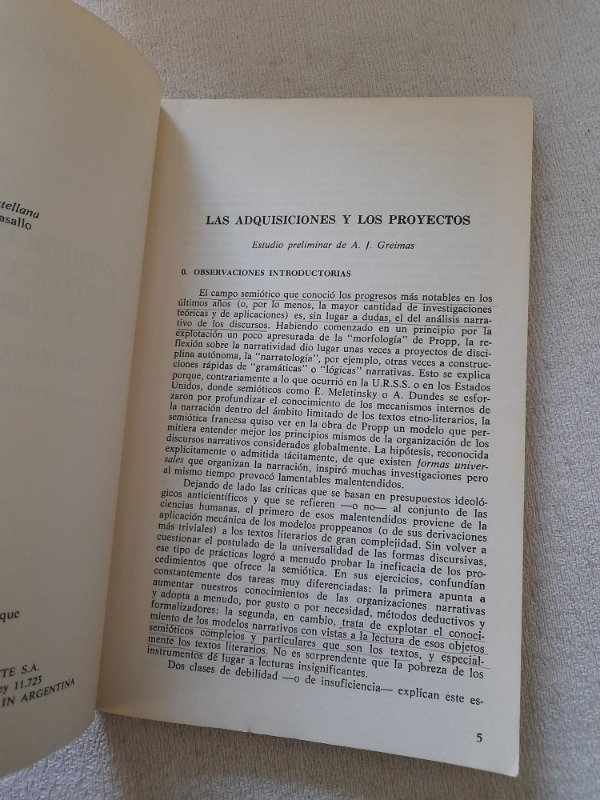 stellana
asallo
que
TE S.A.
ey 11.723
IN ARGENTINA
LAS ADQUISICIONES Y LOS PROYECTOS
Estudio preliminar de A. J. Greimas
0. OBSERVACIONES INTRODUCTORIAS
El campo semiótico que conoció los progresos más notables en los
últimos años (o, por lo menos, la mayor cantidad de investigaciones
teóricas y de aplicaciones) es, sin lugar a dudas, el del análisis narra-
tivo de los discursos. Habiendo comenzado en un principio por la
explotación un poco apresurada de la "morfología" de Propp, la re-
flexión sobre la narratividad dio lugar unas veces a proyectos de disci-
plina autónoma, la "narratología", por ejemplo, otras veces a construc-
ciones rápidas de "gramáticas" o "lógicas" narrativas. Esto se explica
porque, contrariamente a lo que ocurrió en la U.R.S.S. o en los Estados
Unidos, donde semióticos como E. Meletinsky o A. Dundes se esfor-
zaron por profundizar el conocimiento de los mecanismos internos de
la narración dentro del ámbito limitado de los textos etno-literarios, la
semiótica francesa quiso ver en la obra de Propp un modelo que per-
mitiera entender mejor los principios mismos de la organización de los
discursos narrativos considerados globalmente. La hipótesis, reconocida
explícitamente o admitida tácitamente, de que existen formas univer-
sales que organizan la narración, inspiró muchas investigaciones pero
al mismo tiempo provocó lamentables malentendidos.
Dejando de lado las críticas que se basan en presupuestos ideoló-
gicos anticientíficos y que se refieren —o no— al conjunto de las
ciencias humanas, el primero de esos malentendidos proviene de la
aplicación mecánica de los modelos proppeanos (o de sus derivaciones
más triviales) a los textos literarios de gran complejidad. Sin volver a
cuestionar el postulado de la universalidad de las formas discursivas,
ese tipo de prácticas logró a menudo probar la ineficacia de los pro-
cedimientos que ofrece la semiótica. En sus ejercicios, confundían
constantemente dos tareas muy diferenciadas: la primera apunta a
aumentar nuestros conocimientos de las organizaciones narrativas
y adopta a menudo, por gusto o por necesidad, métodos deductivos y
formalizadores; la segunda, en cambio, trata de explotar el conoci-
miento de los modelos narrativos con vistas a la lectura de esos objetos
semióticos complejos y particulares que son los textos, y especial-
mente los textos literarios. No es sorprendente que la pobreza de los
instrumentos dé lugar a lecturas insignificantes.
Dos clases de debilidad —o de insuficiencia— explican este es-
5